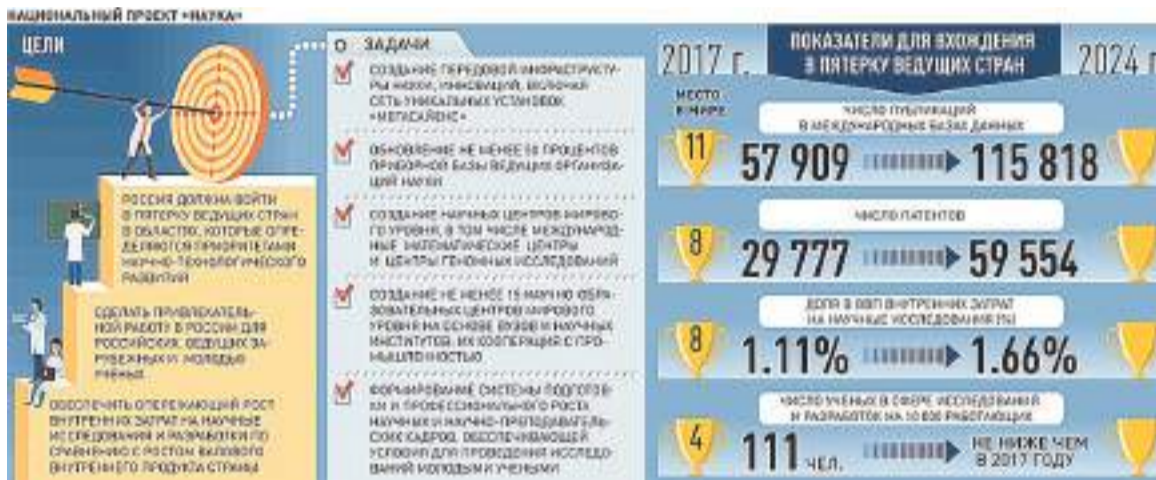 НАЦИОНАЛЬНЫЙ ПРОЕКТ «НАУКА»
ЦЕЛИ
РОССИЯ ДОЛЖНА ВОЙТИ
В ПЯТЕРКУ ВЕДУЩИХ СТРАН
В ОБЛАСТЯХ, КОТОРЫЕ ОПРЕ-
ДЕЛЯЮТСЯ ПРИОРИТЕТАМИ
НАУЧНО-ТЕХНОЛОГИЧЕСКОГО
РАЗВИТИЯ
СДЕЛАТЬ ПРИВЛЕКАТЕЛЬ-
НОЙ РАБОТУ В РОССИИ ДЛЯ
РОССИЙСКИХ, ВЕДУЩИХ ЗА-
РУБЕЖНЫХ И МОЛОДЫХ
УЧЕНЫХ
ОБЕСПЕЧИТЬ ОПЕРЕЖАЮЩИЙ РОСТ
ВНУТРЕННИХ ЗАТРАТ НА НАУЧНЫЕ
ИССЛЕДОВАНИЯ И РАЗРАБОТКИ ПО
СРАВНЕНИЮ С РОСТОМ ВАЛОВОГО
ВНУТРЕННЕГО ПРОДУКТА СТРАНЫ
ЗАДАЧИ
СОЗДАНИЕ ПЕРЕДОВОЙ ИНФРАСТРУКТУ-
РЫ НАУКИ, ИННОВАЦИЙ, ВКЛЮЧАЯ
СЕТЬ УНИКАЛЬНЫХ УСТАНОВОК
«МЕГАСАЙЕНС»
ОБНОВЛЕНИЕ НЕ МЕНЕЕ 50 ПРОЦЕНТОВ
ПРИБОРНОЙ БАЗЫ ВЕДУЩИХ ОРГАНИЗА-
ЦИЙ НАУКИ
СОЗДАНИЕ НАУЧНЫХ ЦЕНТРОВ МИРОВО-
ГО УРОВНЯ, В ТОМ ЧИСЛЕ МЕЖДУНАРОД-
НЫЕ МАТЕМАТИЧЕСКИЕ ЦЕНТРЫ
И ЦЕНТРЫ ГЕНОМНЫХ ИССЛЕДОВАНИЙ
СОЗДАНИЕ НЕ МЕНЕЕ 15 НАУЧНО ОБРА-
ЗОВАТЕЛЬНЫХ ЦЕНТРОВ МИРОВОГО
УРОВНЯ НА ОСНОВЕ ВУЗОВ И НАУЧНЫХ
ИНСТИТУТОВ, ИХ КООПЕРАЦИЯ С ПРО-
МЫШЛЕННОСТЬЮ
ФОРМИРОВАНИЕ СИСТЕМЫ ПОДГОТОВ-
КИ И ПРОФЕССИОНАЛЬНОГО РОСТА
НАУЧНЫХ И НАУЧНО-ПРЕПОДАВАТЕЛЬ-
СКИХ КАДРОВ, ОБЕСПЕЧИВАЮЩЕЙ
УСЛОВИЯ ДЛЯ ПРОВЕДЕНИЯ ИССЛЕДО-
ВАНИЙ МОЛОДЫМИ УЧЕНЫМИ
2017 г.
ПОКАЗАТЕЛИ ДЛЯ ВХОЖДЕНИЯ
В ПЯТЕРКУ ВЕДУЩИХ СТРАН
2024 г
МЕСТО
В МИРЕ
ЧИСЛО ПУБЛИКАЦИЙ
В МЕЖДУНАРОДНЫХ БАЗАХ ДАННЫХ
11
57 909
115 818
ЧИСЛО ПАТЕНТОВ
8
29 777
59 554
ДОЛЯ В ВВП ВНУТРЕННИХ ЗАТРАТ
НА НАУЧНЫЕ ИССЛЕДОВАНИЯ (%)
8
1.11%
1.66%
ЧИСЛО УЧЕНЫХ В СФЕРЕ ИССЛЕДОВАНИЙ
И РАЗРАБОТОК НА 10 000 РАБОТАЮЩИХ
4
111 ЧЕЛ.
НЕ НИЖЕ ЧЕМ
В 2017 ГОДУ